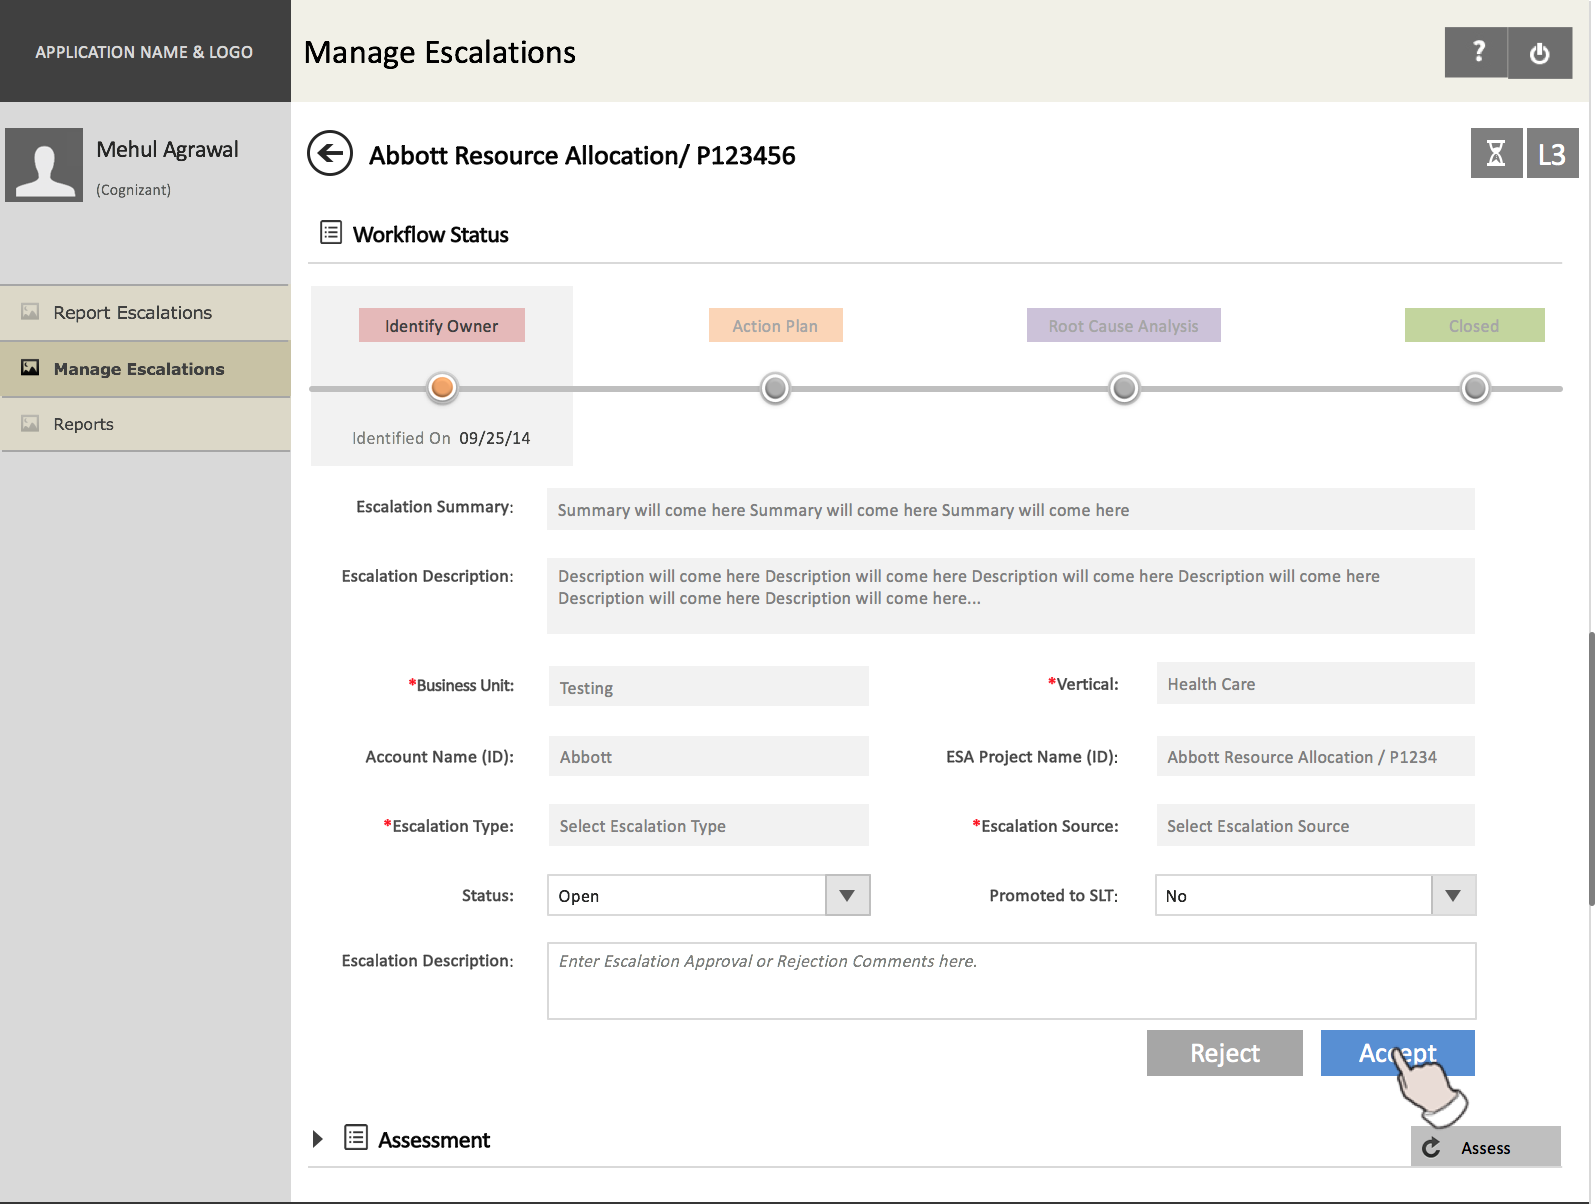 APPLICATION NAME & LOGO
Manage Escalations
?
Mehul Agrawal
(Cognizant)
Report Escalations
Manage Escalations
Reports
Abbott Resource Allocation/ P123456
L3
Workflow Status
Identify Owner
Action Plan
Root Cause Analysis
Closed
Identified On 09/25/14
Escalation Summary:
Summary will come here Summary will come here Summary will come here
Escalation Description:
Description will come here Description will come here Description will come here Description will come here
Description will come here Description will come here...
*Business Unit:
Testing
*Vertical:
Health Care
Account Name (ID):
Abbott
ESA Project Name (ID):
Abbott Resource Allocation / P1234
*Escalation Type:
Select Escalation Type
*Escalation Source:
Select Escalation Source
Status:
Open
Promoted to SLT:
No
Escalation Description:
Enter Escalation Approval or Rejection Comments here.
Reject
Accept
Assessment
Assess